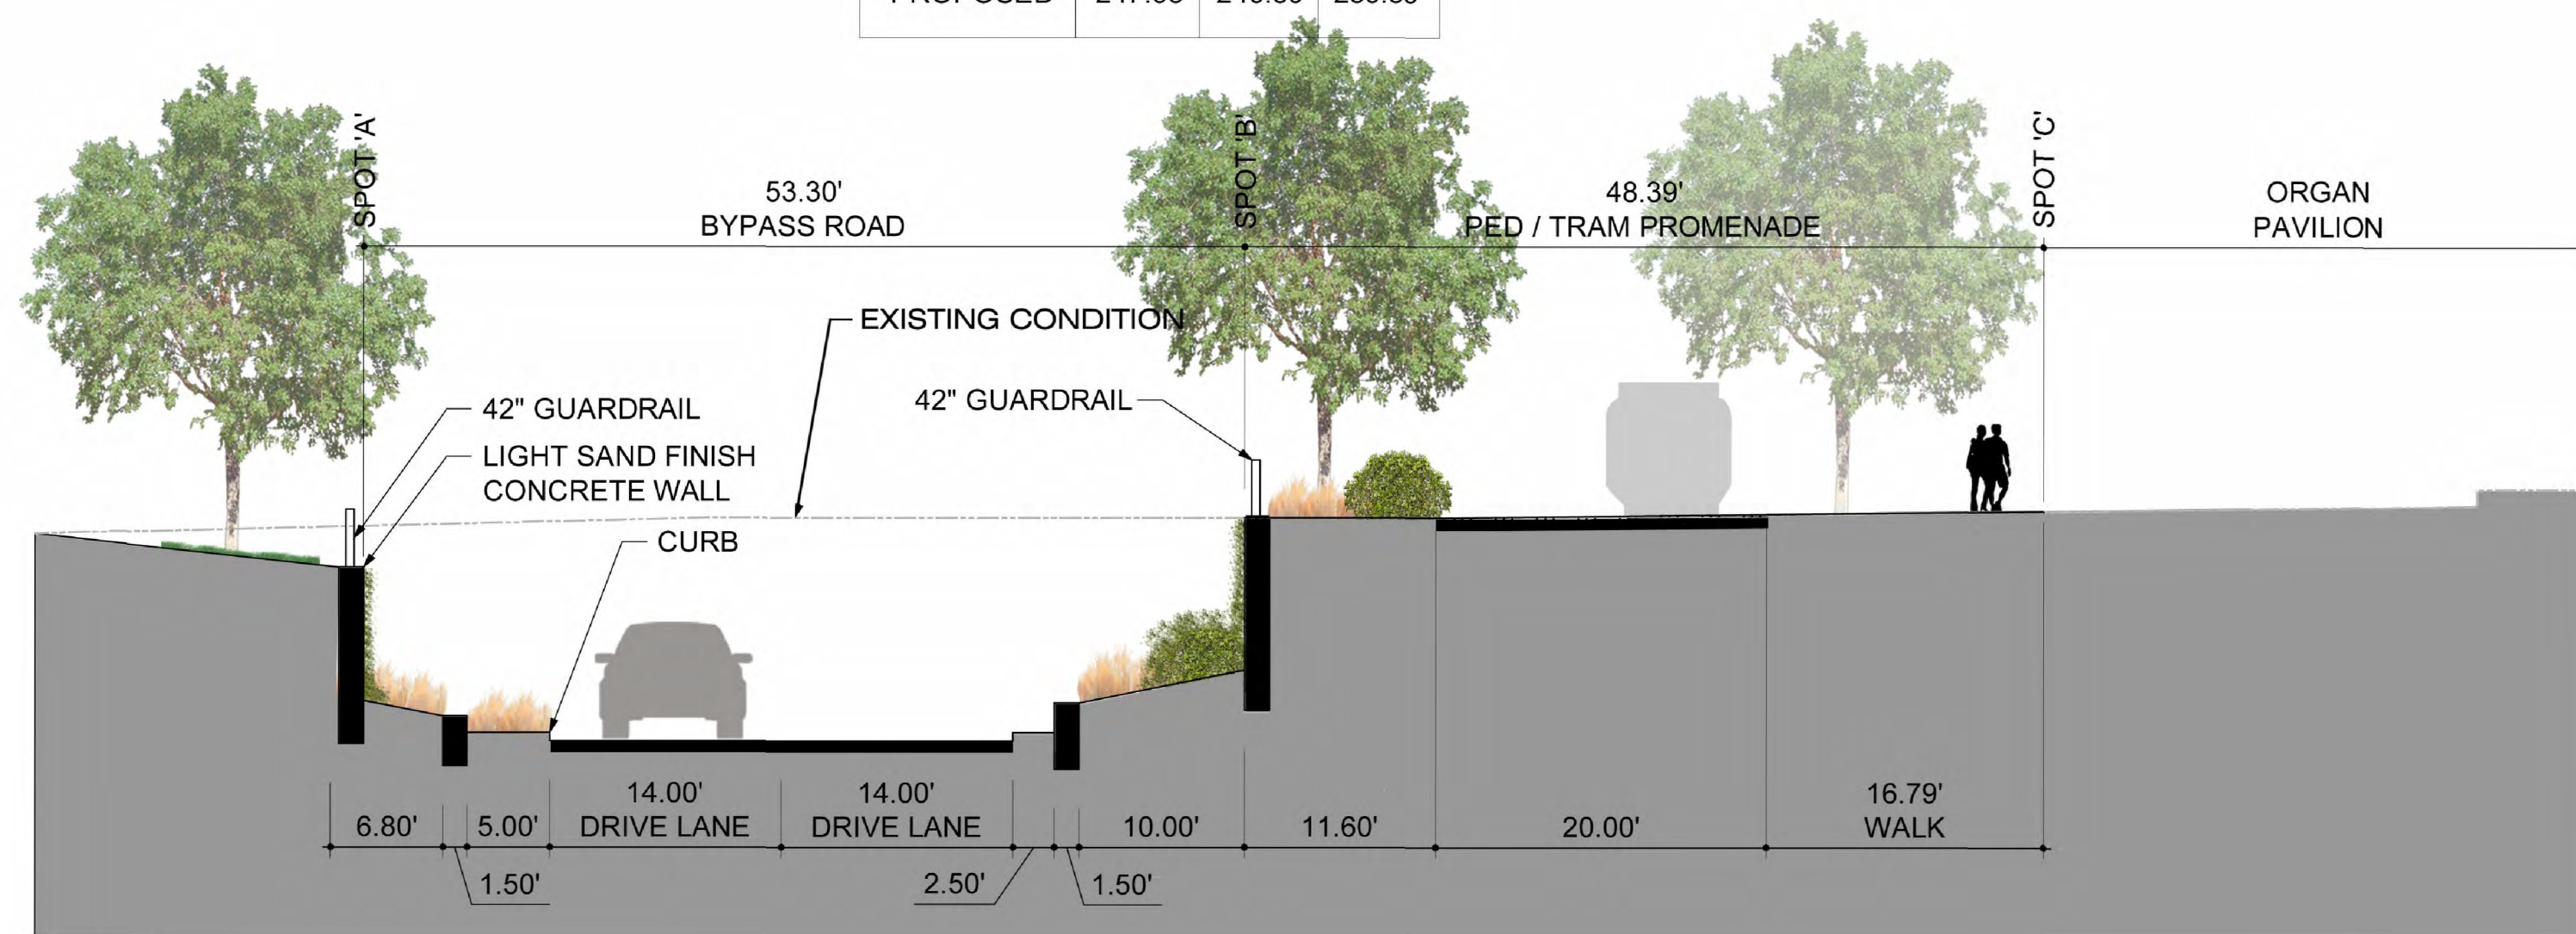 SPOT 'A'
SPOT 'B'
SPOT 'C'
53.30'
BYPASS ROAD
48.39'
PED / TRAM PROMENADE
ORGAN
PAVILION
EXISTING CONDITION
42" GUARDRAIL
42" GUARDRAIL
LIGHT SAND FINISH
CONCRETE WALL
CURB
6.80'
5.00'
14.00'
DRIVE LANE
14.00'
DRIVE LANE
10.00'
11.60'
20.00'
16.79'
WALK
1.50'
2.50'
1.50'